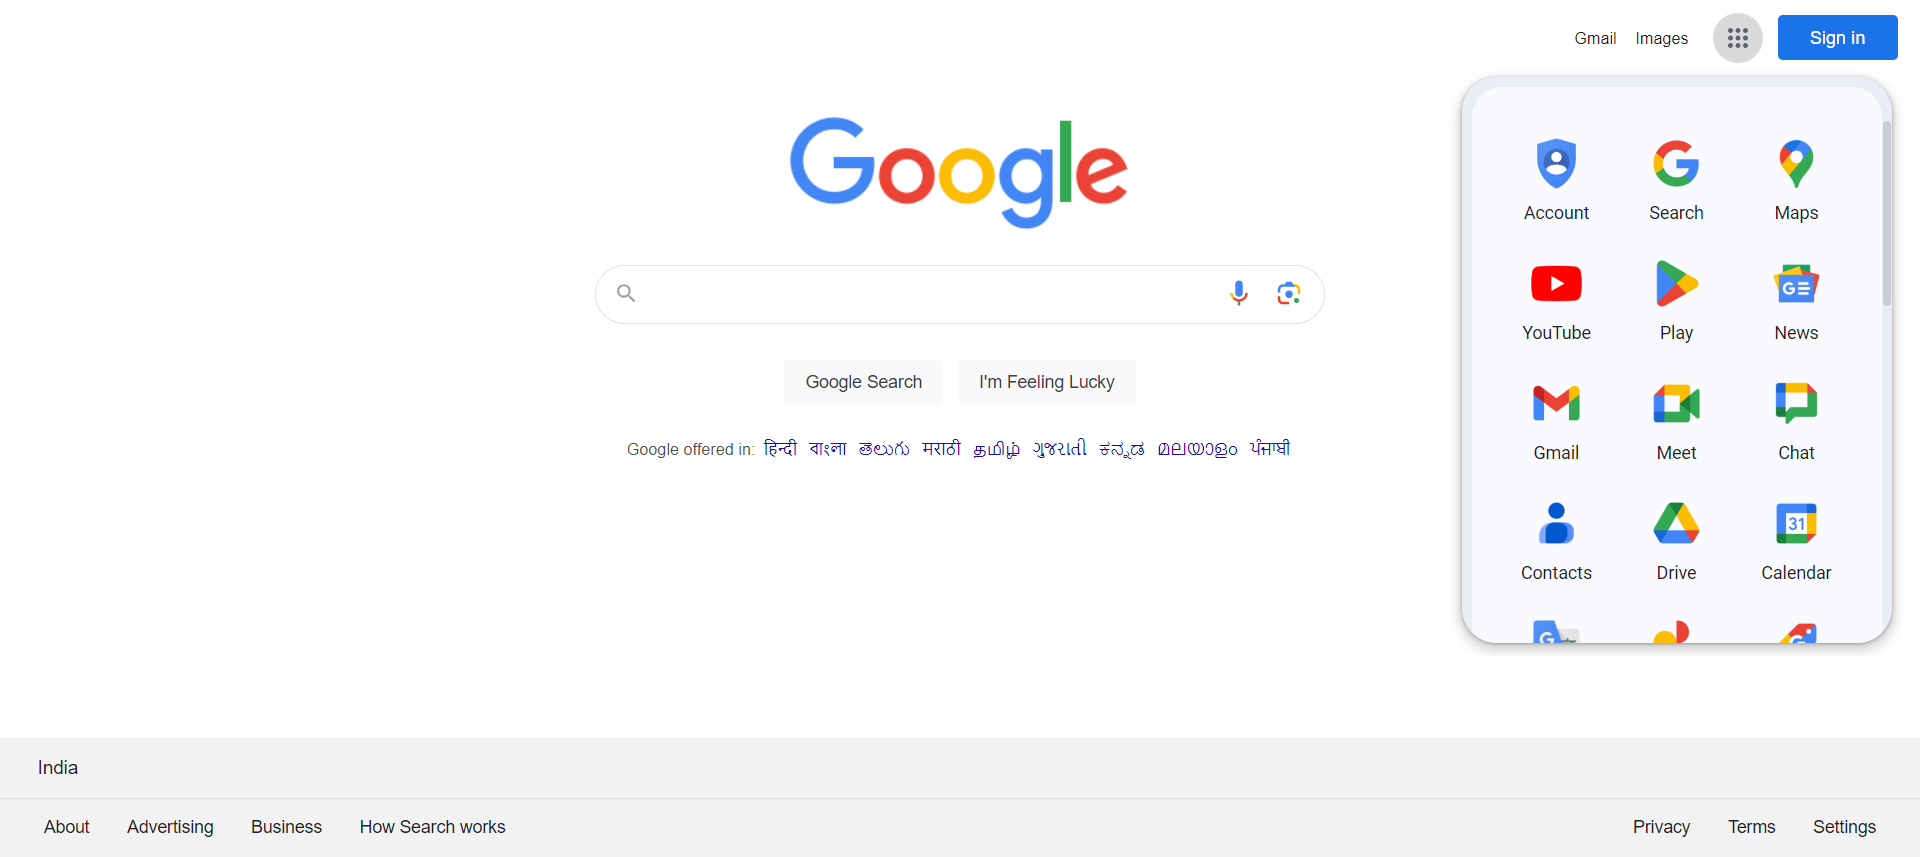 Gmail Images Sign in
Google
Account Search Maps
YouTube Play News
Gmail Meet Chat
31
Contacts Drive Calendar
Google Search I'm Feeling Lucky
Google offered in: हिन्दी বাংলা తెలుగు मराठी தமிழ் ગુજરાતી ಕನ್ನಡ മലയാളം ਪੰਜਾਬੀ
India
About Advertising Business How Search works Privacy Terms Settings